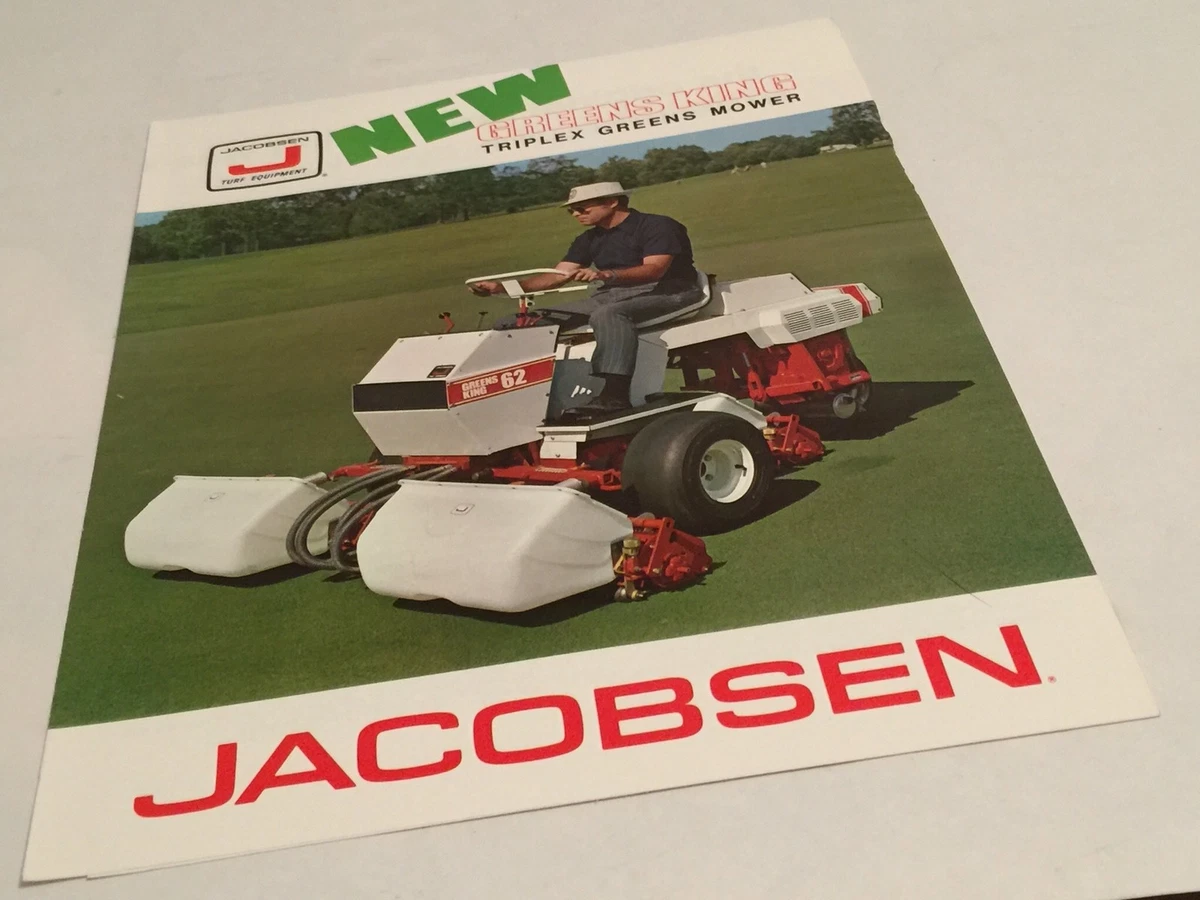 JACOBSEN
J
TURF EQUIPMENT
NEW
GREENS KING
TRIPLEX GREENS MOWER
GREENS
KING 62
JACOBSEN